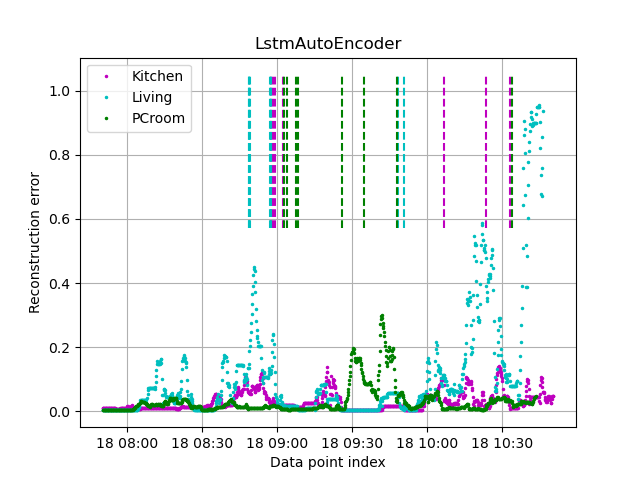 LstmAutoEncoder
Kitchen
Living
PCroom
Reconstruction error
1.0
0.8
0.6
0.4
0.2
0.0
18 08:00 18 08:30 18 09:00 18 09:30 18 10:00 18 10:30
Data point index